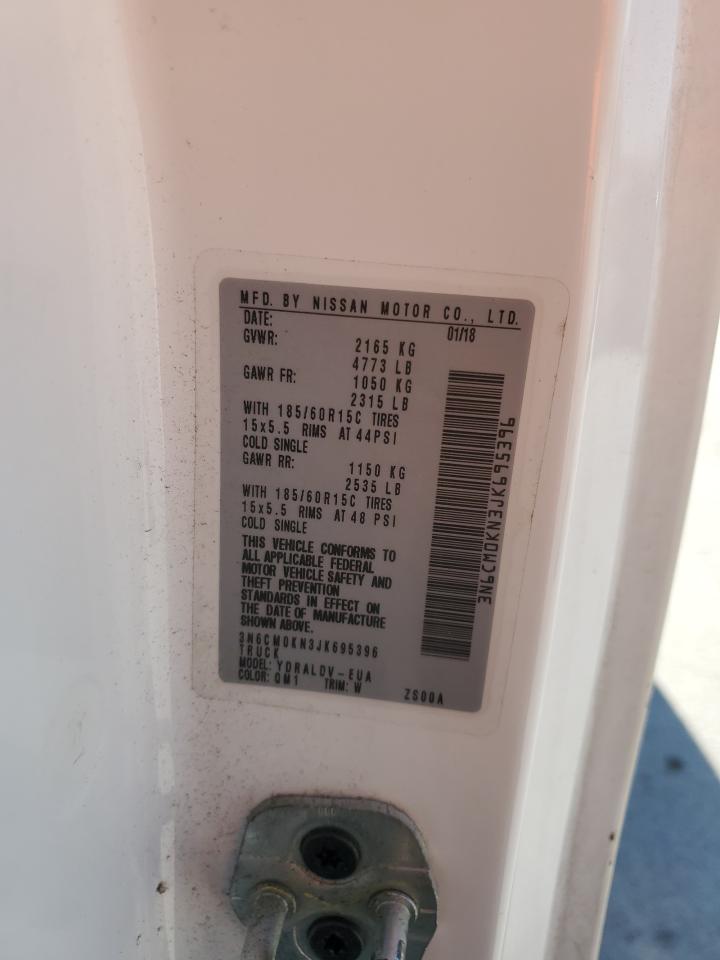 MFD. BY NISSAN MOTOR CO., LTD.
DATE: 01/18
GVWR: 2165 KG
4773 LB
GAWR FR: 1050 KG
2315 LB
WITH 185/60R15C TIRES
15x5.5 RIMS AT 44PSI
COLD SINGLE
GAWR RR: 1150 KG
2535 LB
WITH 185/60R15C TIRES
15x5.5 RIMS AT 48 PSI
COLD SINGLE
THIS VEHICLE CONFORMS TO
ALL APPLICABLE FEDERAL
MOTOR VEHICLE SAFETY AND
THEFT PREVENTION
STANDARDS IN EFFECT ON
THE DATE OF MANUFACTURE
SHOWN ABOVE.
3N6CM0KN3JK695396
TRUCK
MODEL: YDRALDV-EUA
COLOR: QM1 TRIM: W ZS00A
3N6CM0KN3JK695396